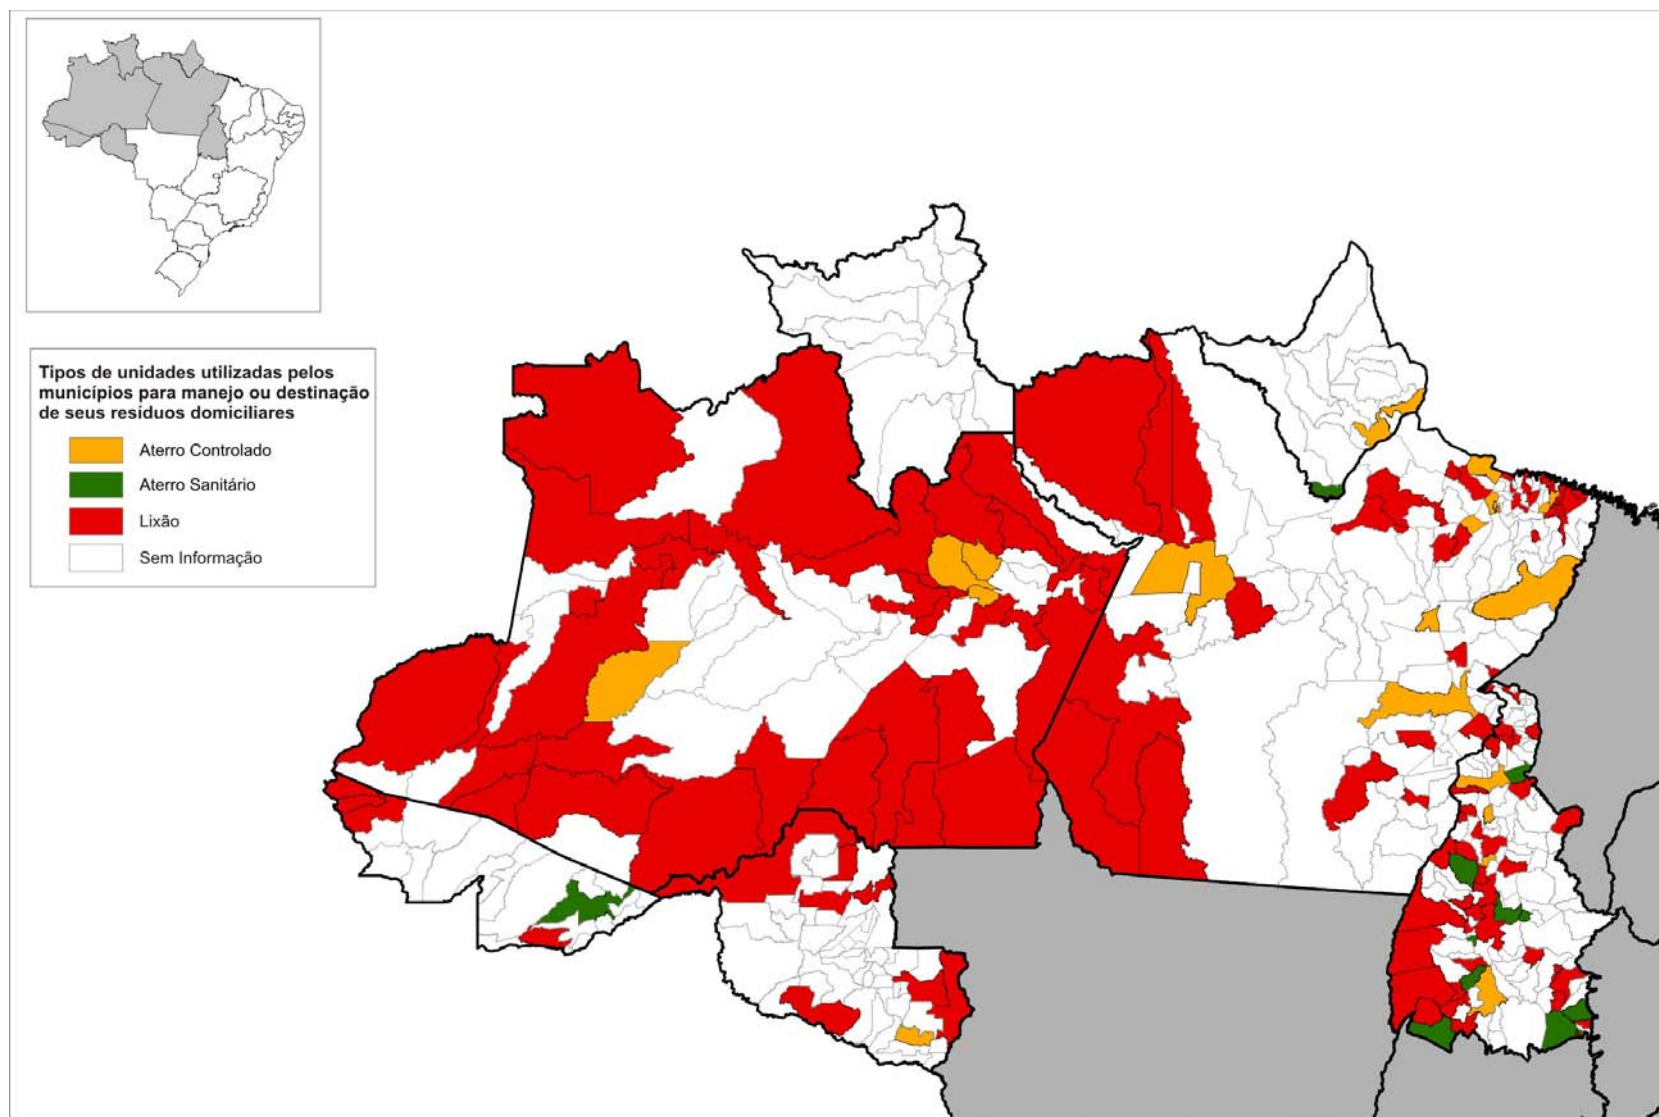 Tipos de unidades utilizadas pelos
municípios para manejo ou destinação
de seus resíduos domiciliares
Aterro Controlado
Aterro Sanitário
Lixão
Sem Informação